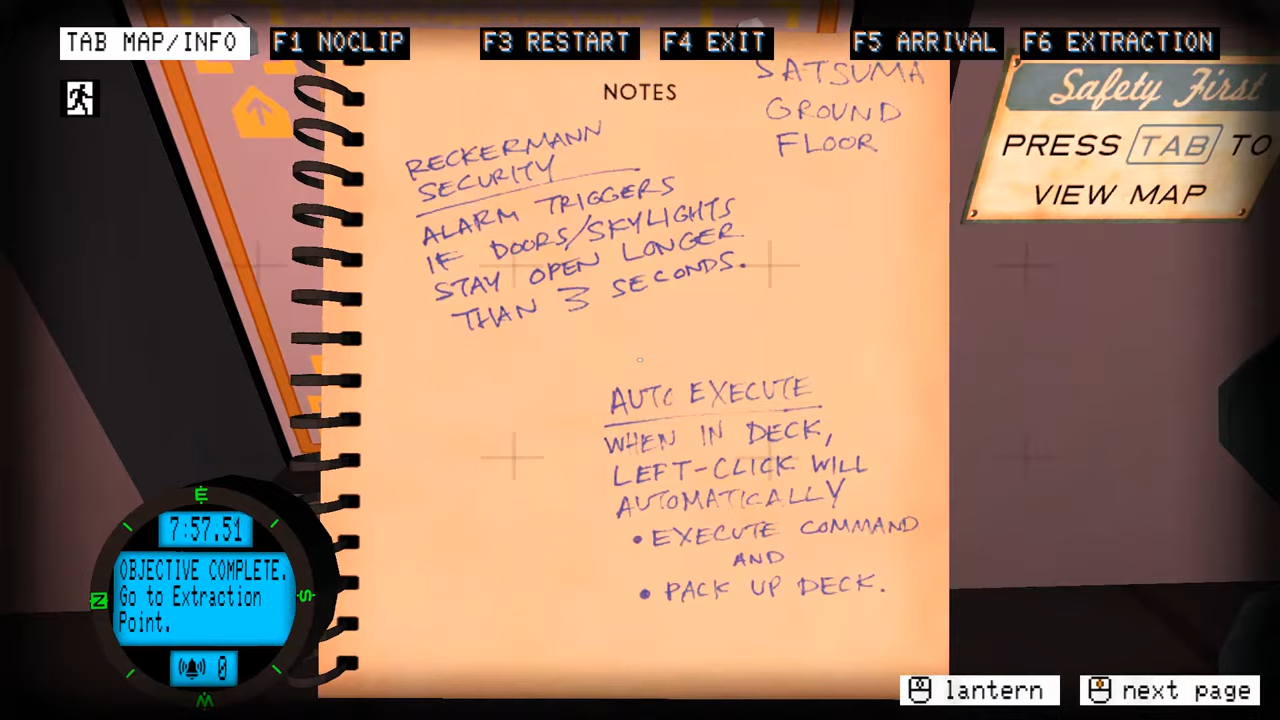 TAB MAP/INFO
F1 NOCLIP
F3 RESTART
F4 EXIT
F5 ARRIVAL
F6 EXTRACTION
NOTES
SATSUMA
GROUND
FLOOR
RECKERMANN
SECURITY
ALARM TRIGGERS
IF DOORS/SKYLIGHTS
STAY OPEN LONGER
THAN 3 SECONDS.
AUTO EXECUTE
WHEN IN DECK,
LEFT-CLICK WILL
AUTOMATICALLY
• EXECUTE COMMAND
AND
• PACK UP DECK.
Safety First
PRESS TAB TO
VIEW MAP
E
7:57.51
OBJECTIVE COMPLETE.
Go to Extraction
Point.
N
S
0
W
lantern
next page